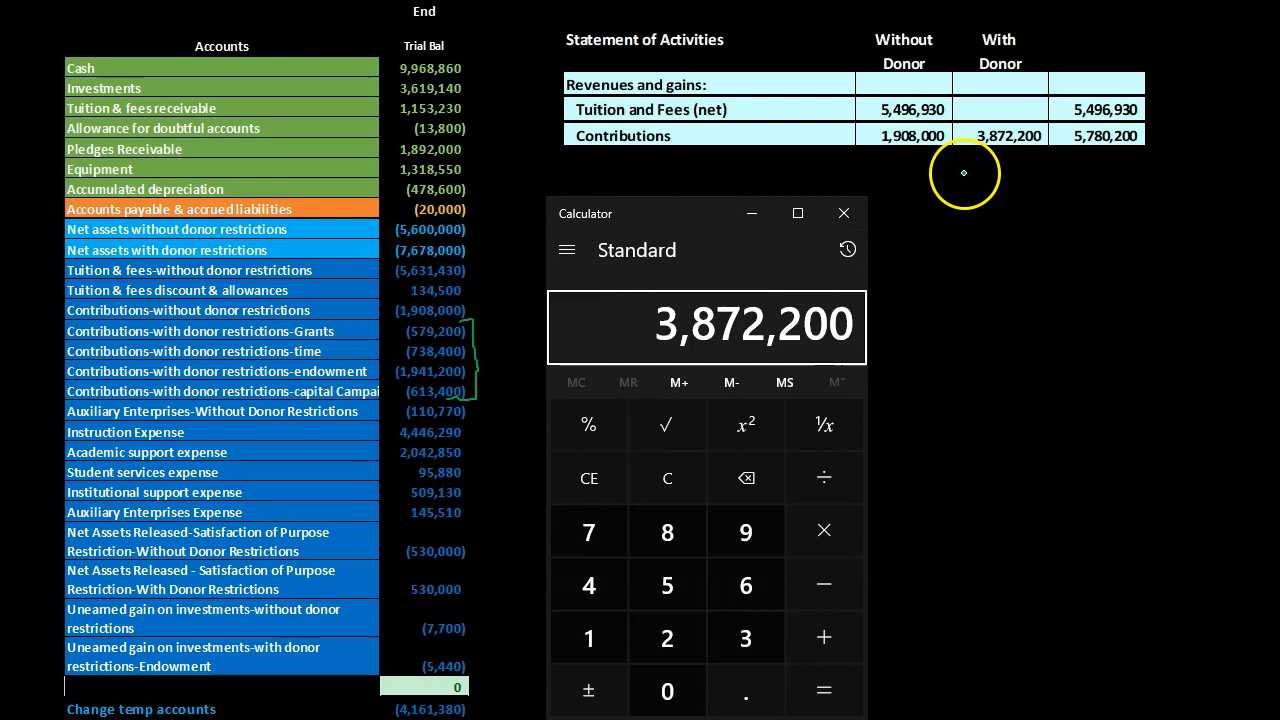 End
Accounts Trial Bal
Cash 9,968,860
Investments 3,619,140
Tuition & fees receivable 1,153,230
Allowance for doubtful accounts (13,800)
Pledges Receivable 1,892,000
Equipment 1,318,550
Accumulated depreciation (478,600)
Accounts payable & accrued liabilities (20,000)
Net assets without donor restrictions (5,600,000)
Net assets with donor restrictions (7,678,000)
Tuition & fees-without donor restrictions (5,631,430)
Tuition & fees discount & allowances 134,500
Contributions-without donor restrictions (1,908,000)
Contributions-with donor restrictions-Grants (579,200)
Contributions-with donor restrictions-time (738,400)
Contributions-with donor restrictions-endowment (1,941,200)
Contributions-with donor restrictions-capital Campai (613,400)
Auxiliary Enterprises-Without Donor Restrictions (110,770)
Instruction Expense 4,446,290
Academic support expense 2,042,850
Student services expense 95,880
Institutional support expense 509,130
Auxiliary Enterprises Expense 145,510
Net Assets Released-Satisfaction of Purpose
Restriction-Without Donor Restrictions (530,000)
Net Assets Released - Satisfaction of Purpose
Restriction-With Donor Restrictions 530,000
Unearned gain on investments-without donor
restrictions (7,700)
Unearned gain on investments-with donor
restrictions-Endowment (5,440)
0
Change temp accounts (4,161,380)
Statement of Activities Without With
Donor Donor
Revenues and gains:
Tuition and Fees (net) 5,496,930 5,496,930
Contributions 1,908,000 3,872,200 5,780,200
Calculator
Standard
3,872,200
MC MR M+ M- MS M˅
% √ x² ¹/x
CE C ÷
7 8 9 ×
4 5 6 −
1 2 3 +
± 0 . =